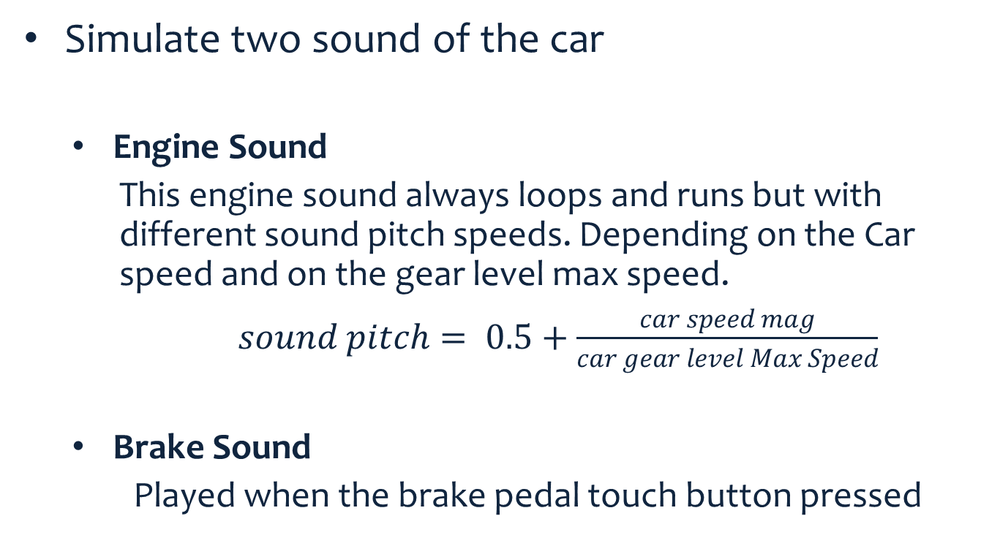 • Simulate two sound of the car
• Engine Sound
This engine sound always loops and runs but with
different sound pitch speeds. Depending on the Car
speed and on the gear level max speed.
sound pitch = 0.5 + car speed mag / car gear level Max Speed
• Brake Sound
Played when the brake pedal touch button pressed